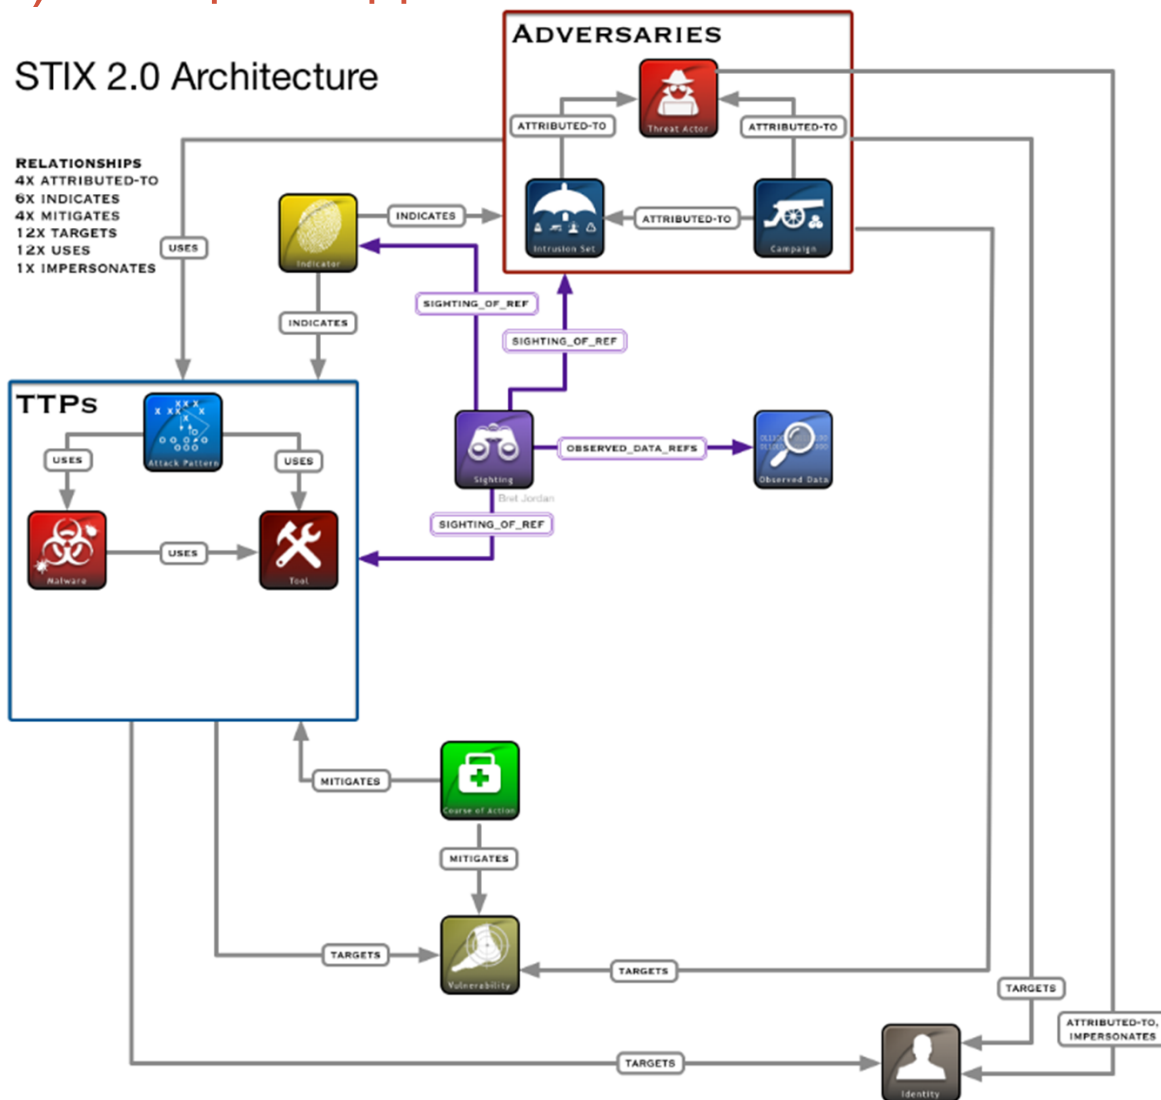 ADVERSARIES
STIX 2.0 Architecture
Threat Actor
ATTRIBUTED-TO
ATTRIBUTED-TO
RELATIONSHIPS
4X ATTRIBUTED-TO
6X INDICATES
4X MITIGATES
12X TARGETS
12X USES
1X IMPERSONATES
USES
Indicator
INDICATES
Intrusion Set
ATTRIBUTED-TO
Campaign
SIGHTING_OF_REF
INDICATES
SIGHTING_OF_REF
TTPs
Attack Pattern
USES
USES
Malware
USES
Tool
Sighting
OBSERVED_DATA_REFS
Observed Data
Bret Jordan
SIGHTING_OF_REF
MITIGATES
Course of Action
MITIGATES
TARGETS
Vulnerability
TARGETS
TARGETS
ATTRIBUTED-TO,
IMPERSONATES
TARGETS
Identity